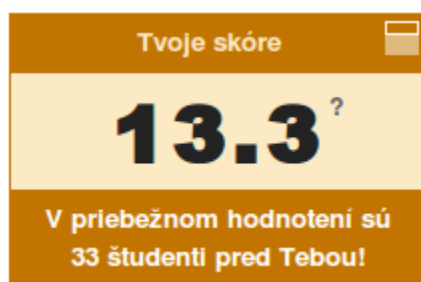 Tvoje skóre
13.3 ?
V priebežnom hodnotení sú
33 študenti pred Tebou!